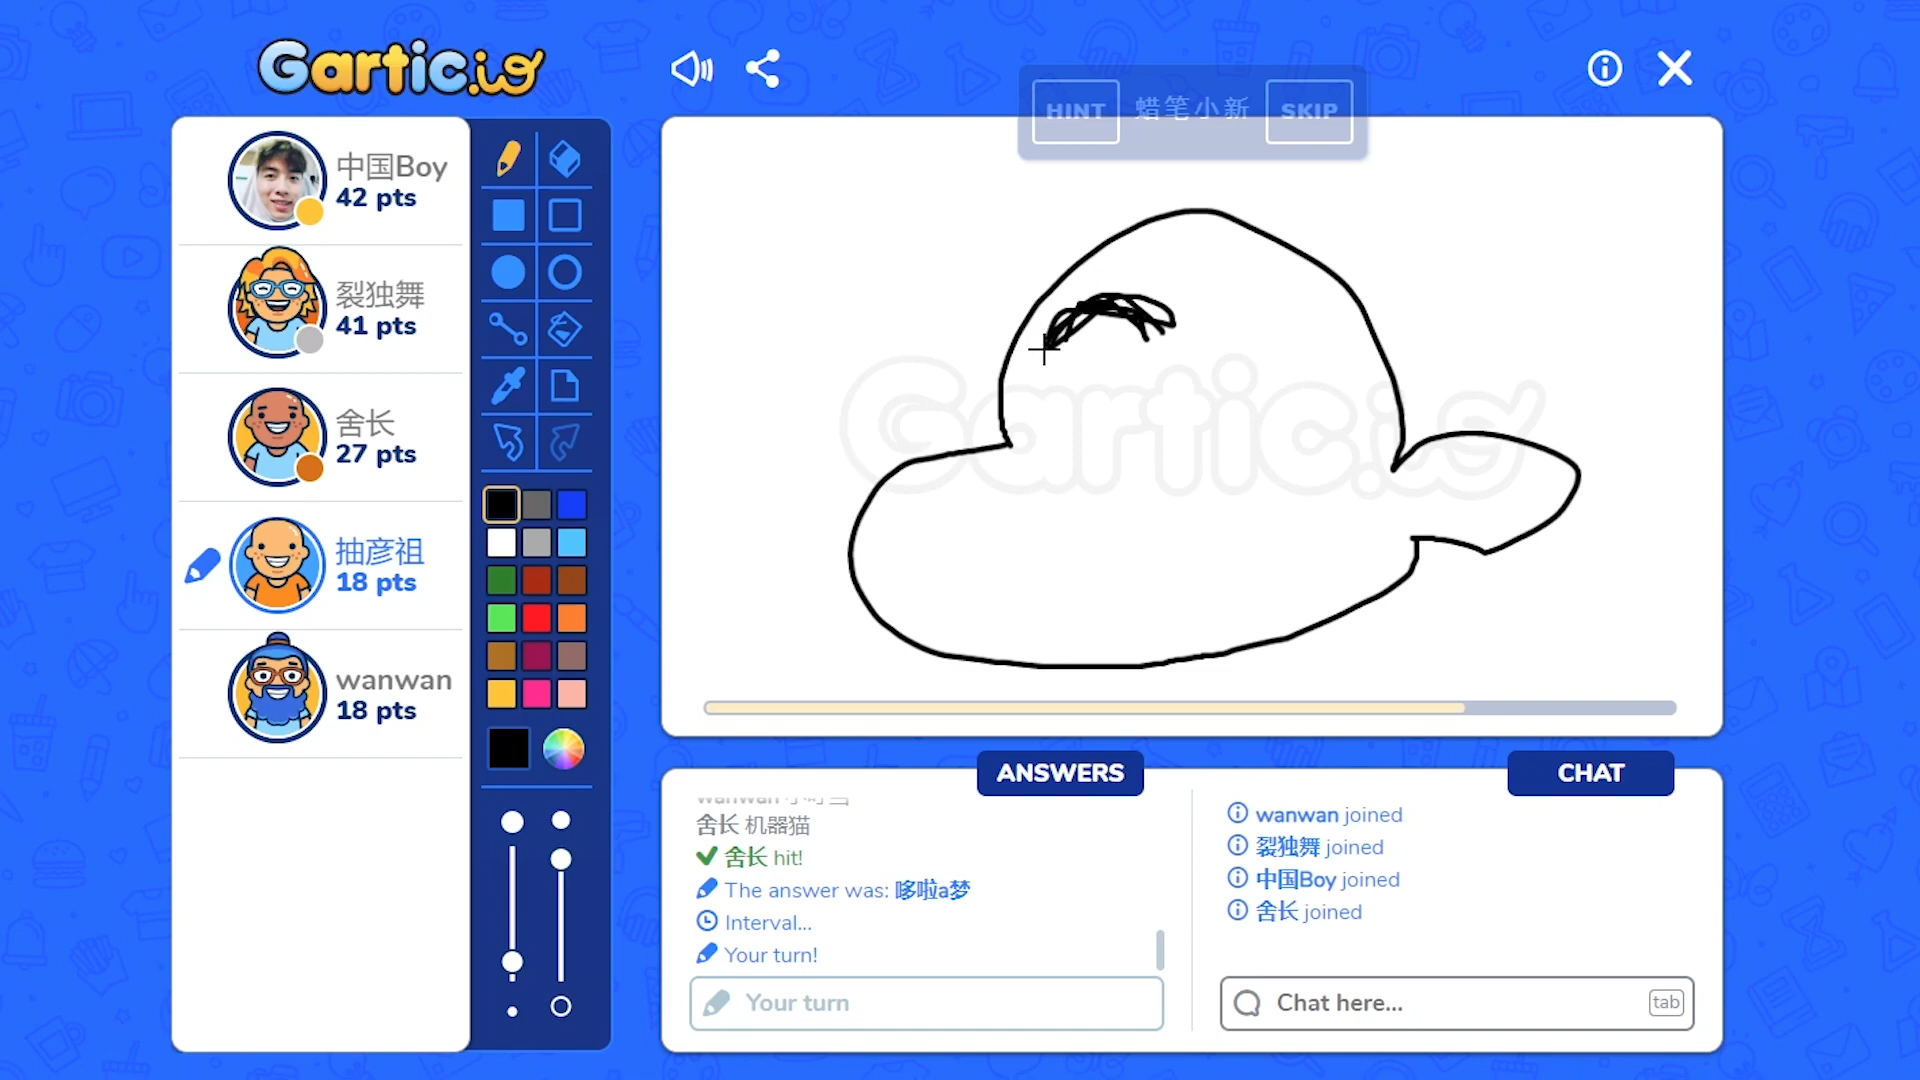 Gartic.io
HINT 蜡笔小新 SKIP
中国Boy
42 pts
裂独舞
41 pts
舍长
27 pts
抽彦祖
18 pts
wanwan
18 pts
Gartic.io
ANSWERS
CHAT
舍长 机器猫
舍长 hit!
The answer was: 哆啦a梦
Interval...
Your turn!
Your turn
wanwan joined
裂独舞 joined
中国Boy joined
舍长 joined
Chat here...
tab